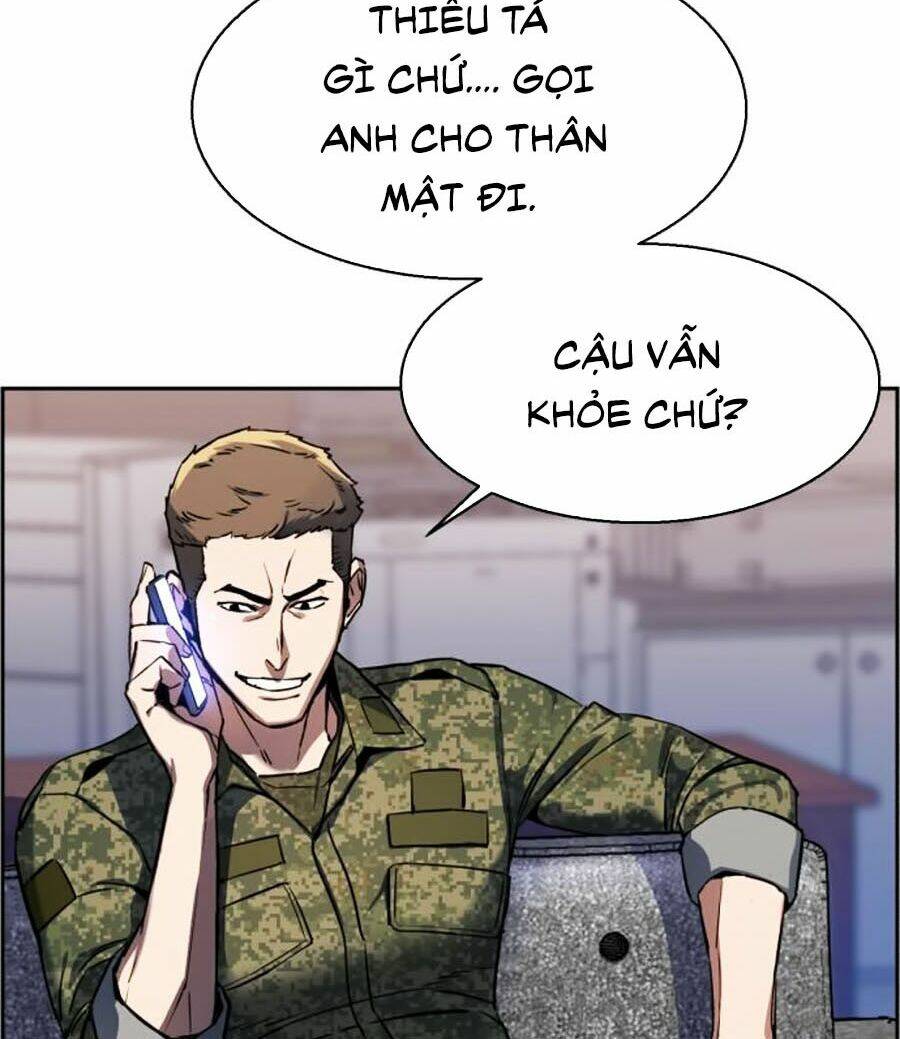 THIẾU TÁ
GÌ CHỨ.... GỌI
ANH CHO THÂN
MẬT ĐI.
CẬU VẪN
KHỎE CHỨ?